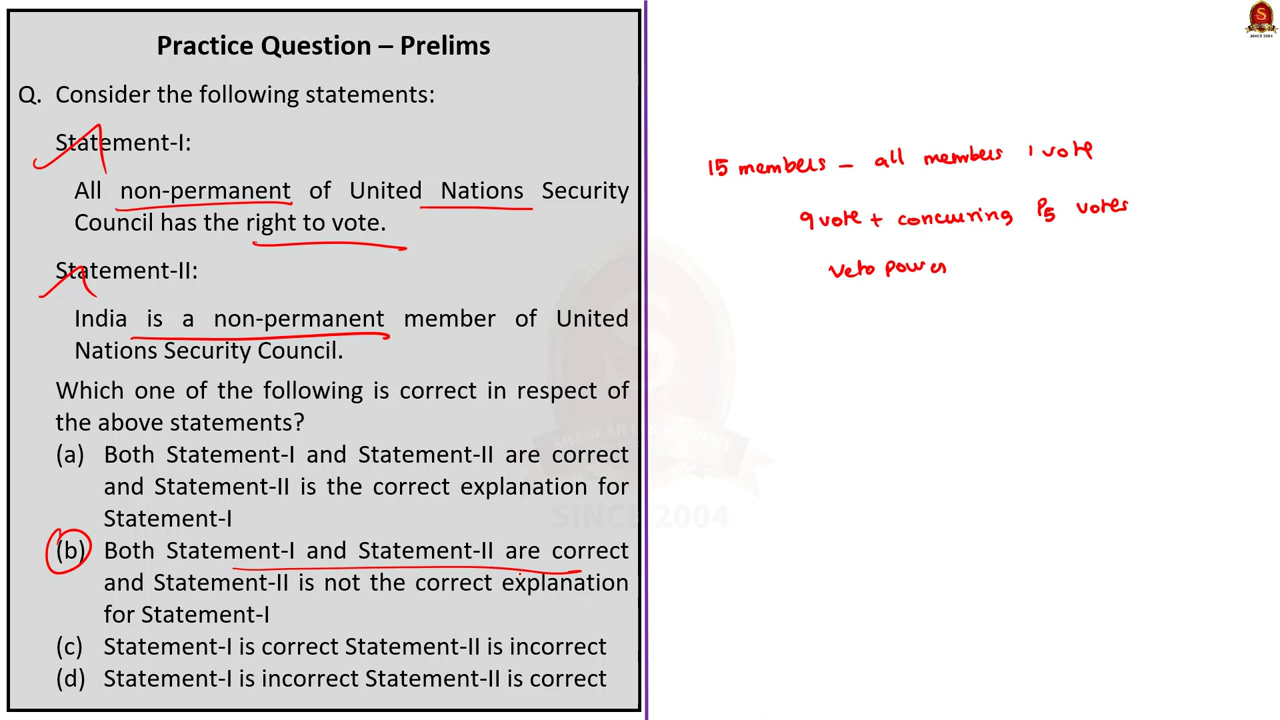 Practice Question – Prelims
Q. Consider the following statements:
Statement-I:
All non-permanent of United Nations Security
Council has the right to vote.
Statement-II:
India is a non-permanent member of United
Nations Security Council.
Which one of the following is correct in respect of
the above statements?
(a) Both Statement-I and Statement-II are correct
and Statement-II is the correct explanation for
Statement-I
(b) Both Statement-I and Statement-II are correct
and Statement-II is not the correct explanation
for Statement-I
(c) Statement-I is correct Statement-II is incorrect
(d) Statement-I is incorrect Statement-II is correct
15 members – all members 1 vote
9 vote + concurring P5 votes
veto power
S
SINCE 2004
SINCE 2004